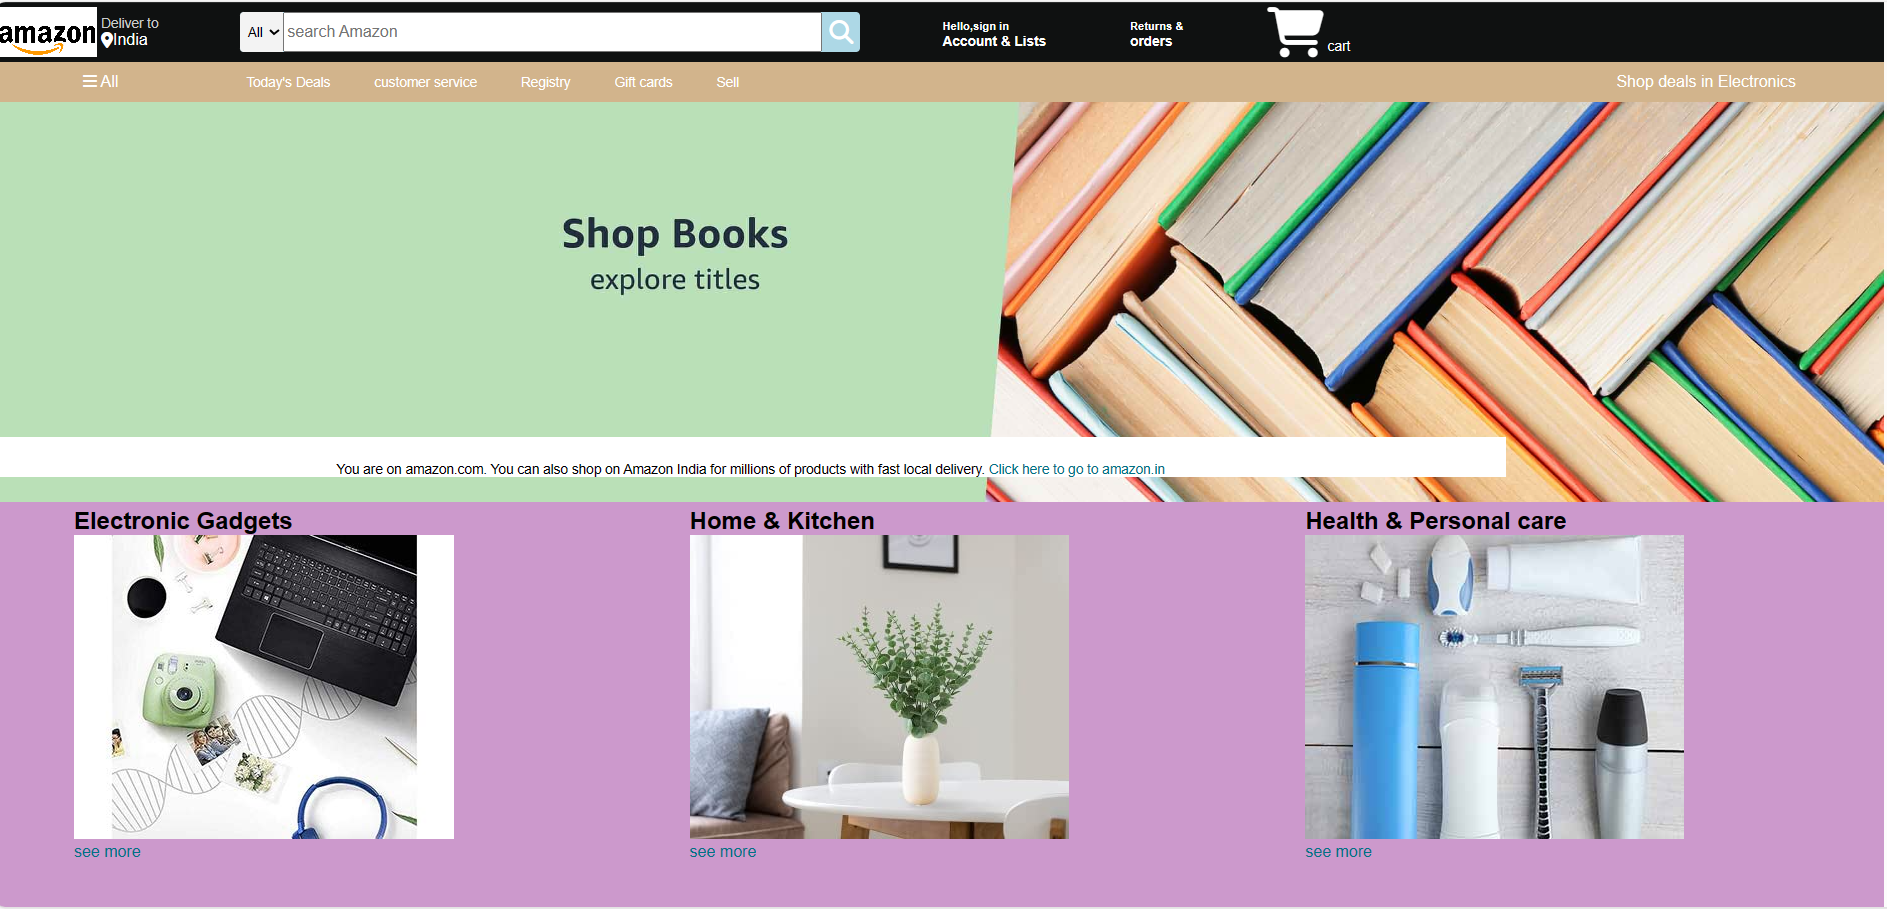 amazon
Deliver to
India
All
search Amazon
Hello,sign in
Account & Lists
Returns &
orders
cart
All
Today's Deals
customer service
Registry
Gift cards
Sell
Shop deals in Electronics
Shop Books
explore titles
You are on amazon.com. You can also shop on Amazon India for millions of products with fast local delivery. Click here to go to amazon.in
Electronic Gadgets
Home & Kitchen
Health & Personal care
see more
see more
see more